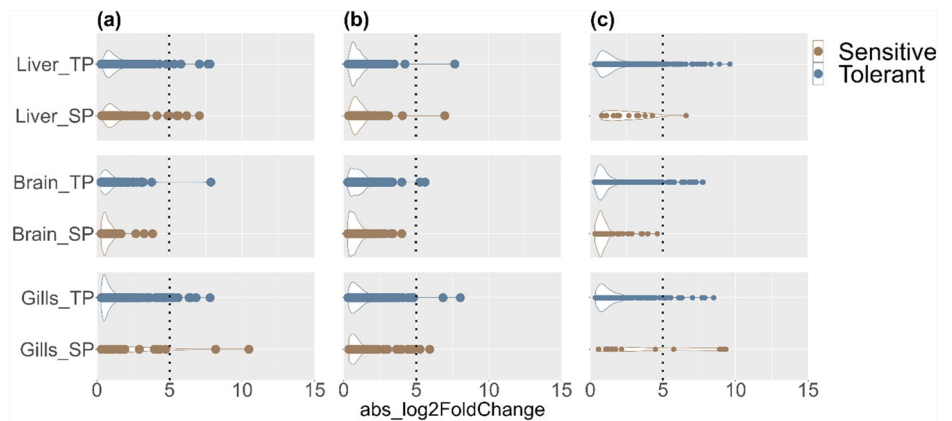 (a) (b) (c)
Sensitive
Tolerant
Liver_TP
Liver_SP
Brain_TP
Brain_SP
Gills_TP
Gills_SP
0 5 10 15 0 5 10 15 0 5 10 15
abs_log2FoldChange